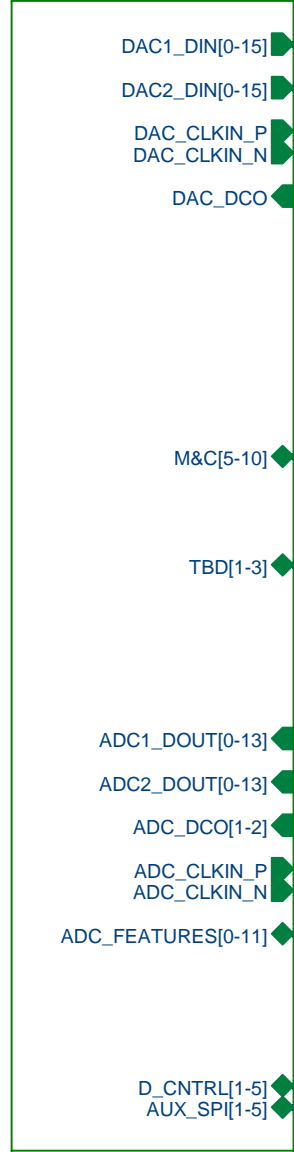 DAC1_DIN[0-15]
DAC2_DIN[0-15]
DAC_CLKIN_P
DAC_CLKIN_N
DAC_DCO
M&C[5-10]
TBD[1-3]
ADC1_DOUT[0-13]
ADC2_DOUT[0-13]
ADC_DCO[1-2]
ADC_CLKIN_P
ADC_CLKIN_N
ADC_FEATURES[0-11]
D_CNTRL[1-5]
AUX_SPI[1-5]